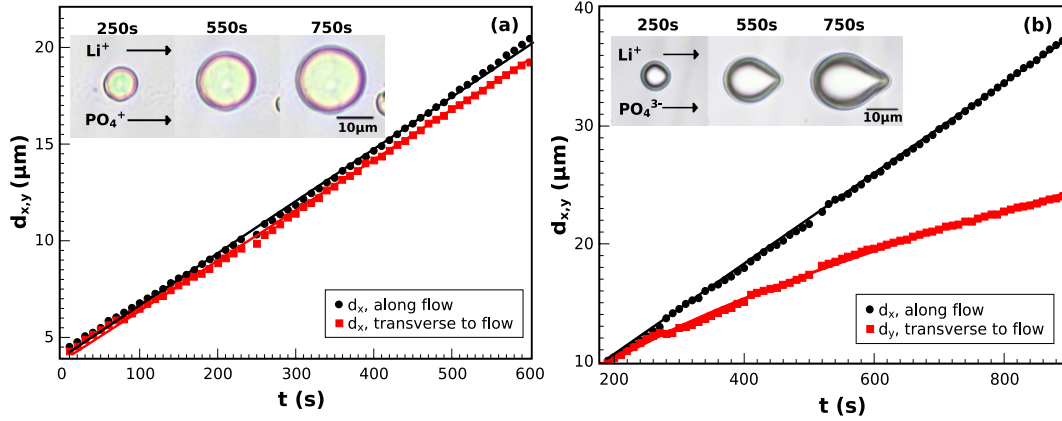 (a)
250s 550s 750s
Li⁺
PO₄⁺
10μm
20
15
10
5
d_x,y (μm)
d_x, along flow
d_x, transverse to flow
0 100 200 300 400 500 600
t (s)
(b)
250s 550s 750s
Li⁺
PO₄³⁻
10μm
40
30
20
10
d_x,y (μm)
d_x, along flow
d_y, transverse to flow
200 400 600 800
t (s)